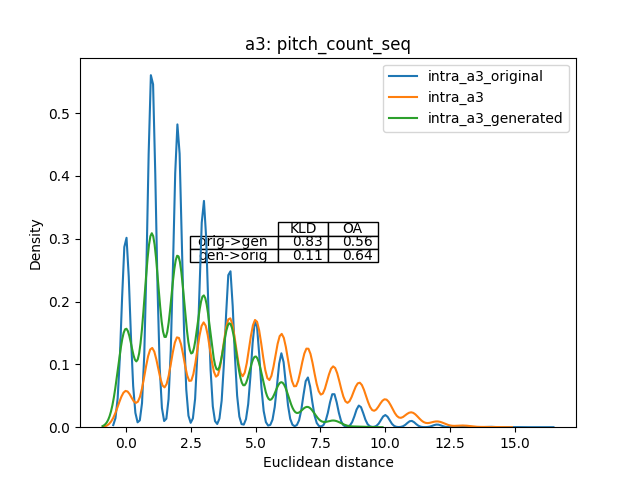 a3: pitch_count_seq
intra_a3_original
intra_a3
intra_a3_generated
KLD OA
orig->gen 0.83 0.56
gen->orig 0.11 0.64
Density
0.5
0.4
0.3
0.2
0.1
0.0
0.0 2.5 5.0 7.5 10.0 12.5 15.0
Euclidean distance